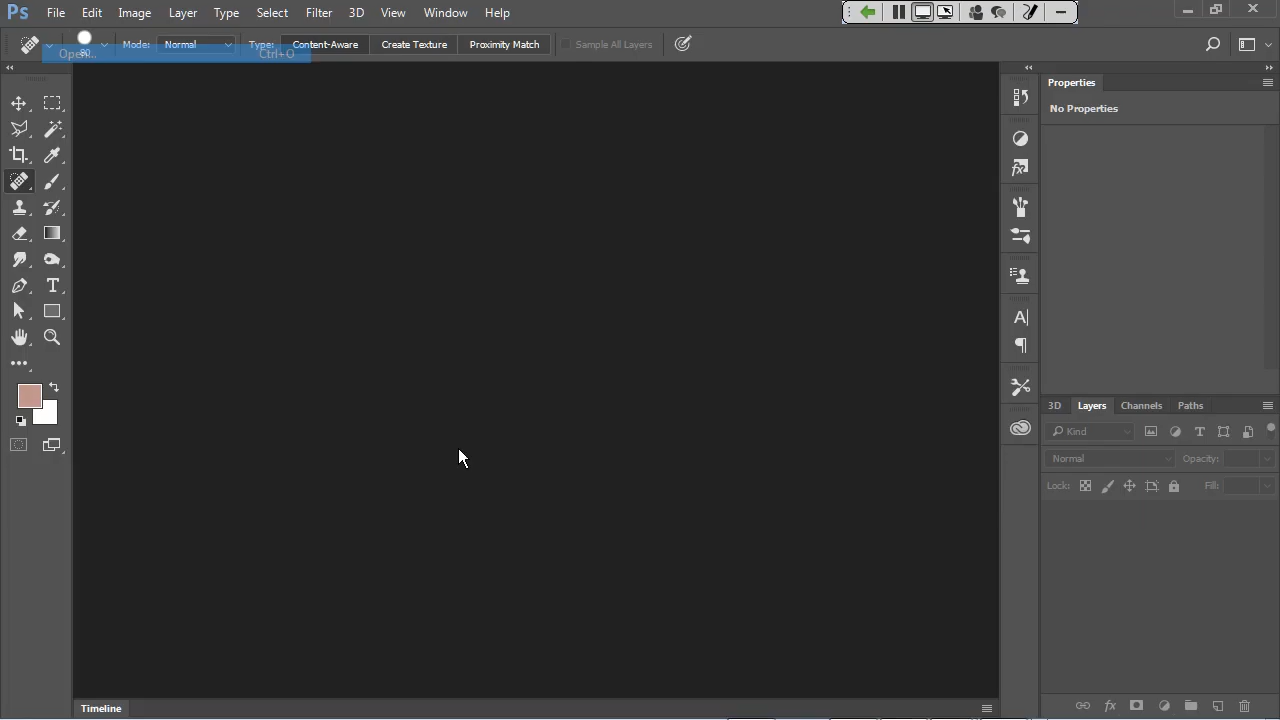 Ps File Edit Image Layer Type Select Filter 3D View Window Help
80 Mode: Normal Type: Content-Aware Create Texture Proximity Match Sample All Layers
Open... Ctrl+O
Properties
No Properties
3D Layers Channels Paths
Kind
Normal Opacity:
Lock: Fill:
Timeline